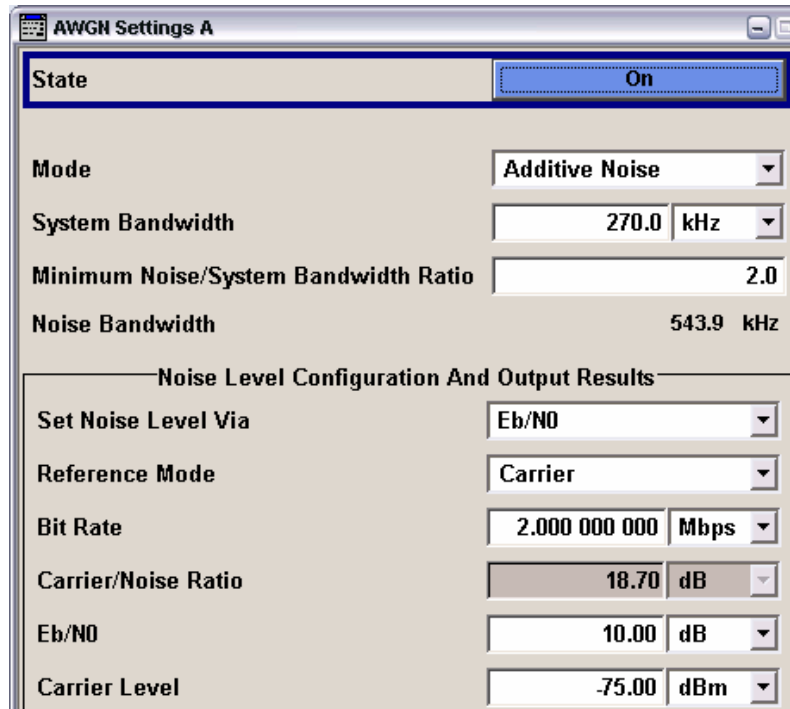 AWGN Settings A
State On
Mode Additive Noise
System Bandwidth 270.0 kHz
Minimum Noise/System Bandwidth Ratio 2.0
Noise Bandwidth 543.9 kHz
Noise Level Configuration And Output Results
Set Noise Level Via Eb/N0
Reference Mode Carrier
Bit Rate 2.000 000 000 Mbps
Carrier/Noise Ratio 18.70 dB
Eb/N0 10.00 dB
Carrier Level -75.00 dBm